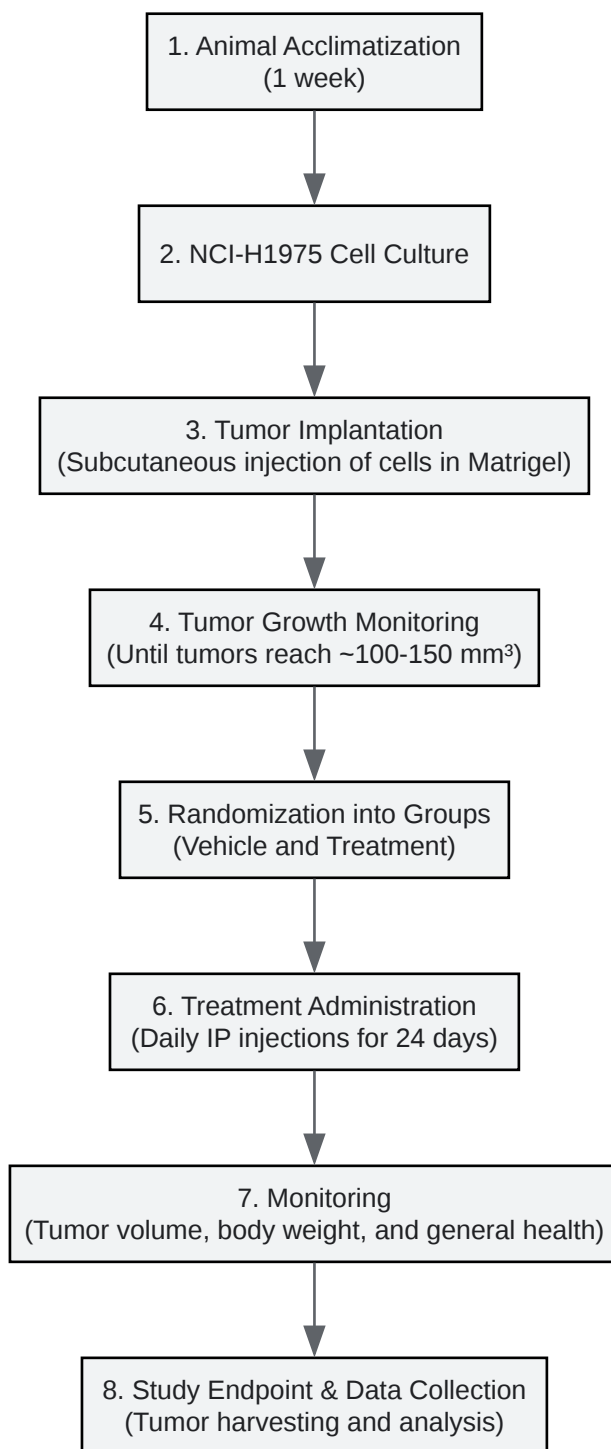 1. Animal Acclimatization
(1 week)
2. NCI-H1975 Cell Culture
3. Tumor Implantation
(Subcutaneous injection of cells in Matrigel)
4. Tumor Growth Monitoring
(Until tumors reach ~100-150 mm³)
5. Randomization into Groups
(Vehicle and Treatment)
6. Treatment Administration
(Daily IP injections for 24 days)
7. Monitoring
(Tumor volume, body weight, and general health)
8. Study Endpoint & Data Collection
(Tumor harvesting and analysis)